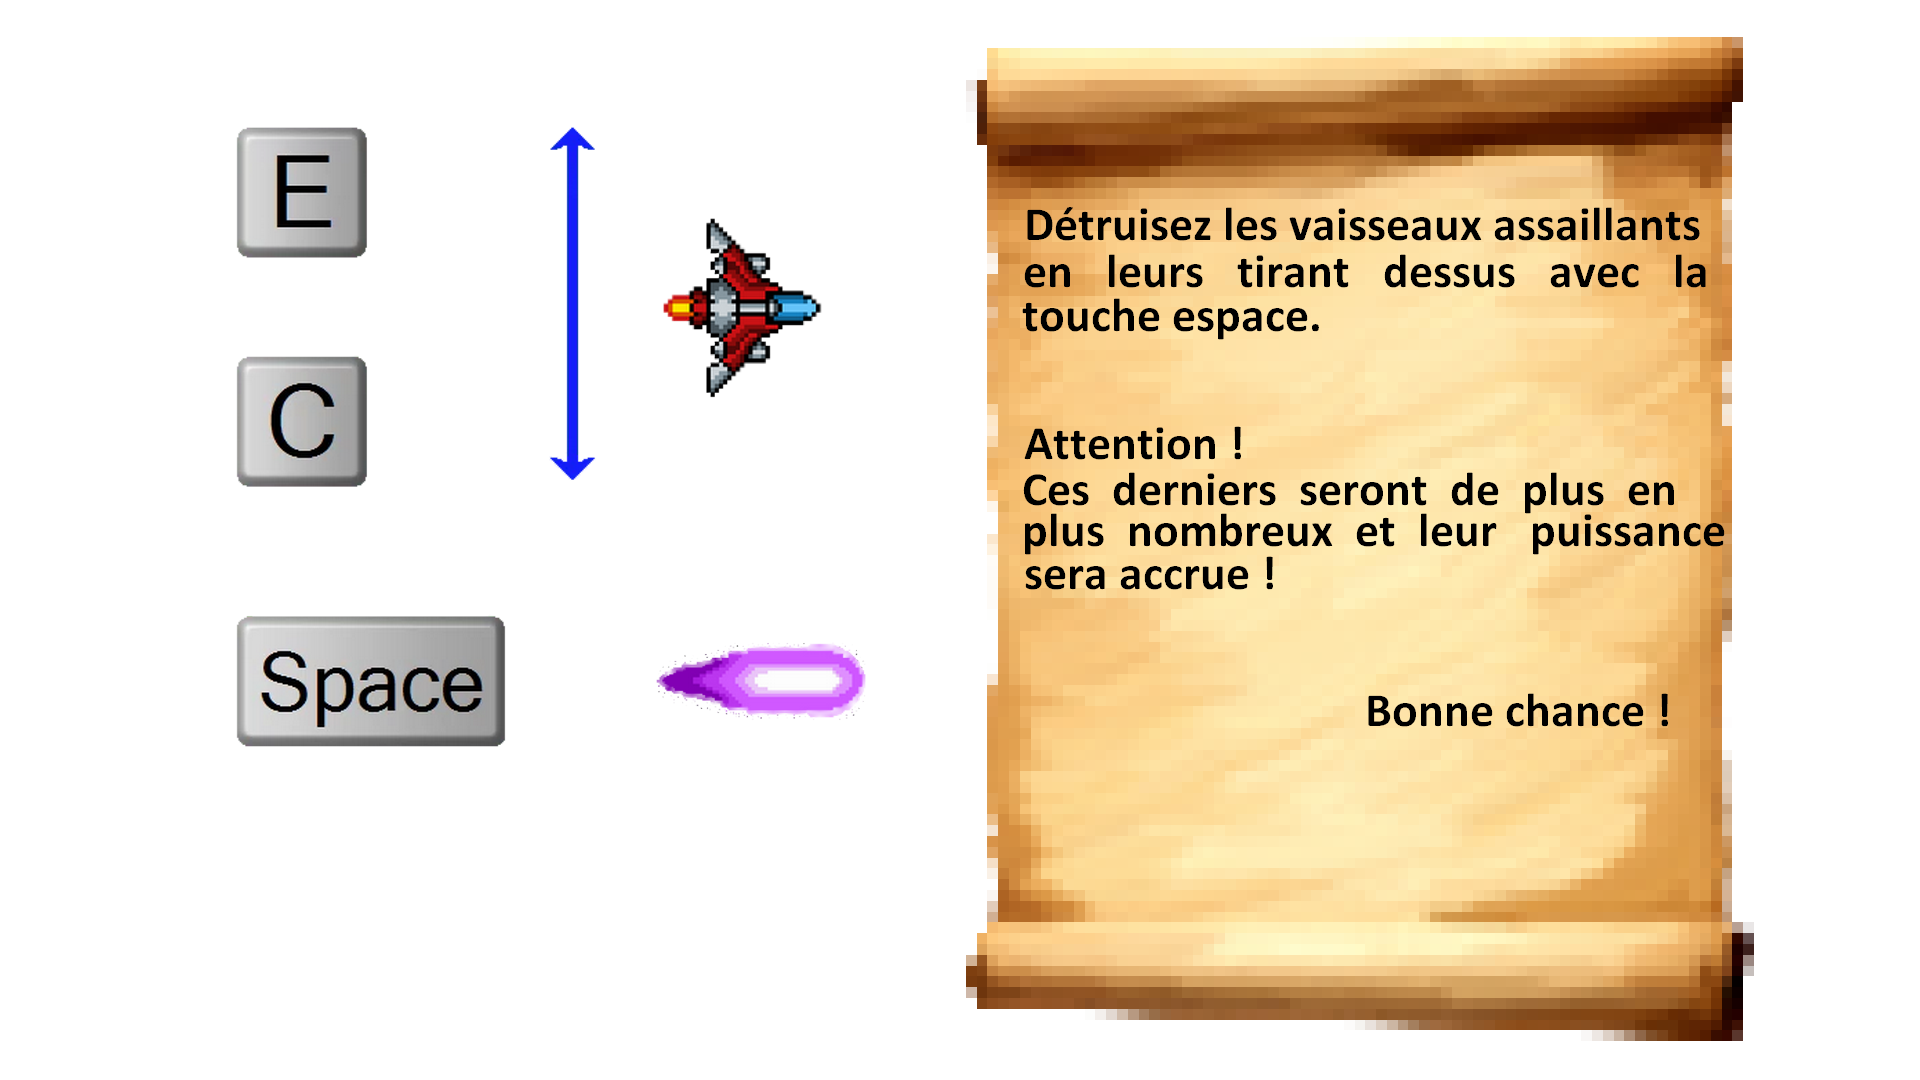 E
C
Space
Détruisez les vaisseaux assaillants
en leurs tirant dessus avec la
touche espace.
Attention !
Ces derniers seront de plus en
plus nombreux et leur puissance
sera accrue !
Bonne chance !